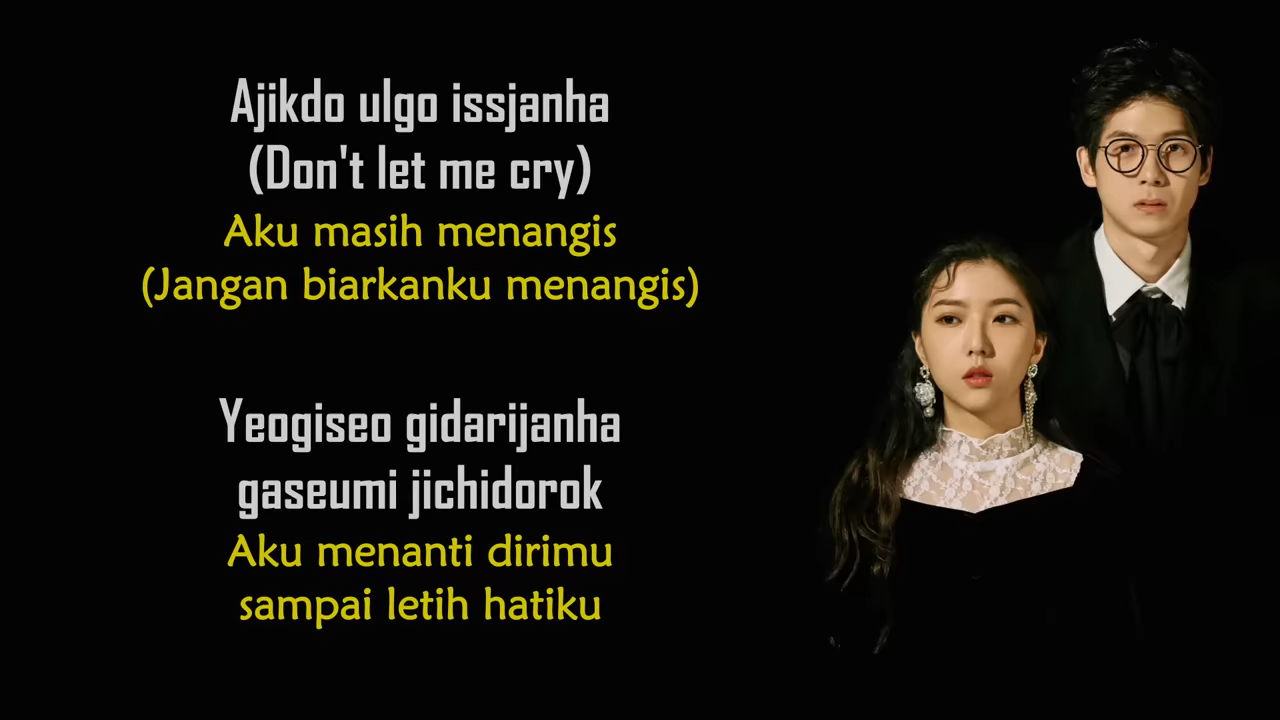 Ajikdo ulgo issjanha
(Don't let me cry)
Aku masih menangis
(Jangan biarkanku menangis)
Yeogiseo gidarijanha
gaseumi jichidorok
Aku menanti dirimu
sampai letih hatiku